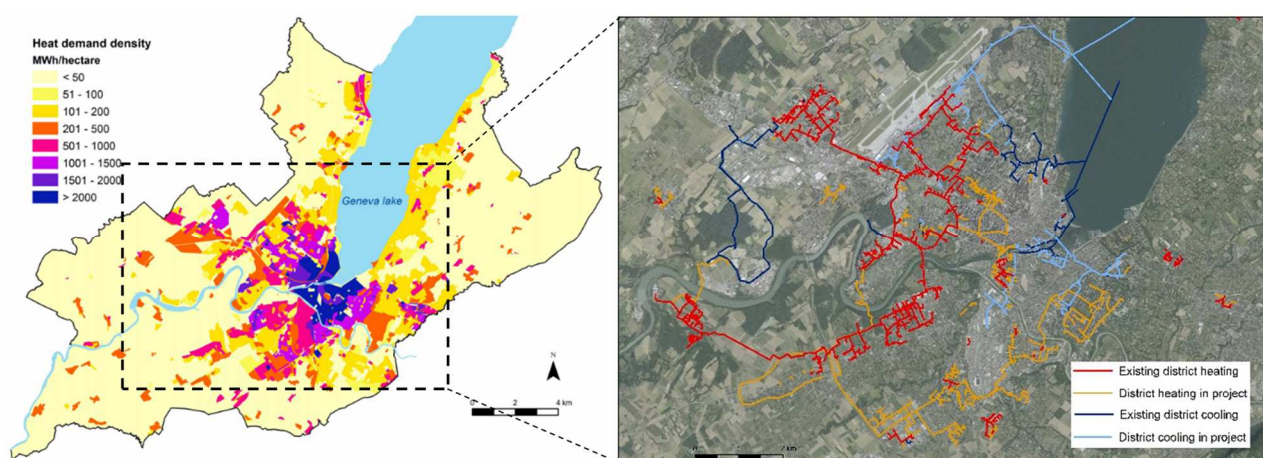 Heat demand density
MWh/hectare
< 50
51 - 100
101 - 200
201 - 500
501 - 1000
1001 - 1500
1501 - 2000
> 2000
Geneva lake
N
0 2 4 km
Existing district heating
District heating in project
Existing district cooling
District cooling in project
km